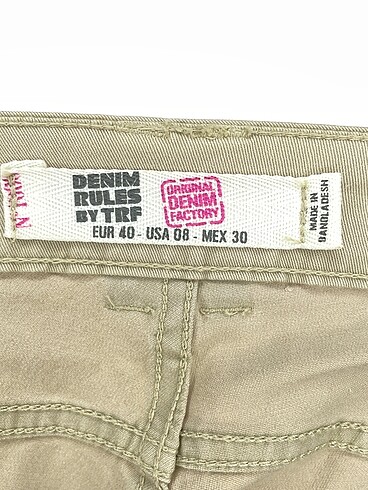 DENIM
RULES
BY TRF
ORIGINAL
DENIM
FACTORY
EUR 40 - USA 08 - MEX 30
MADE IN
BANGLADESH